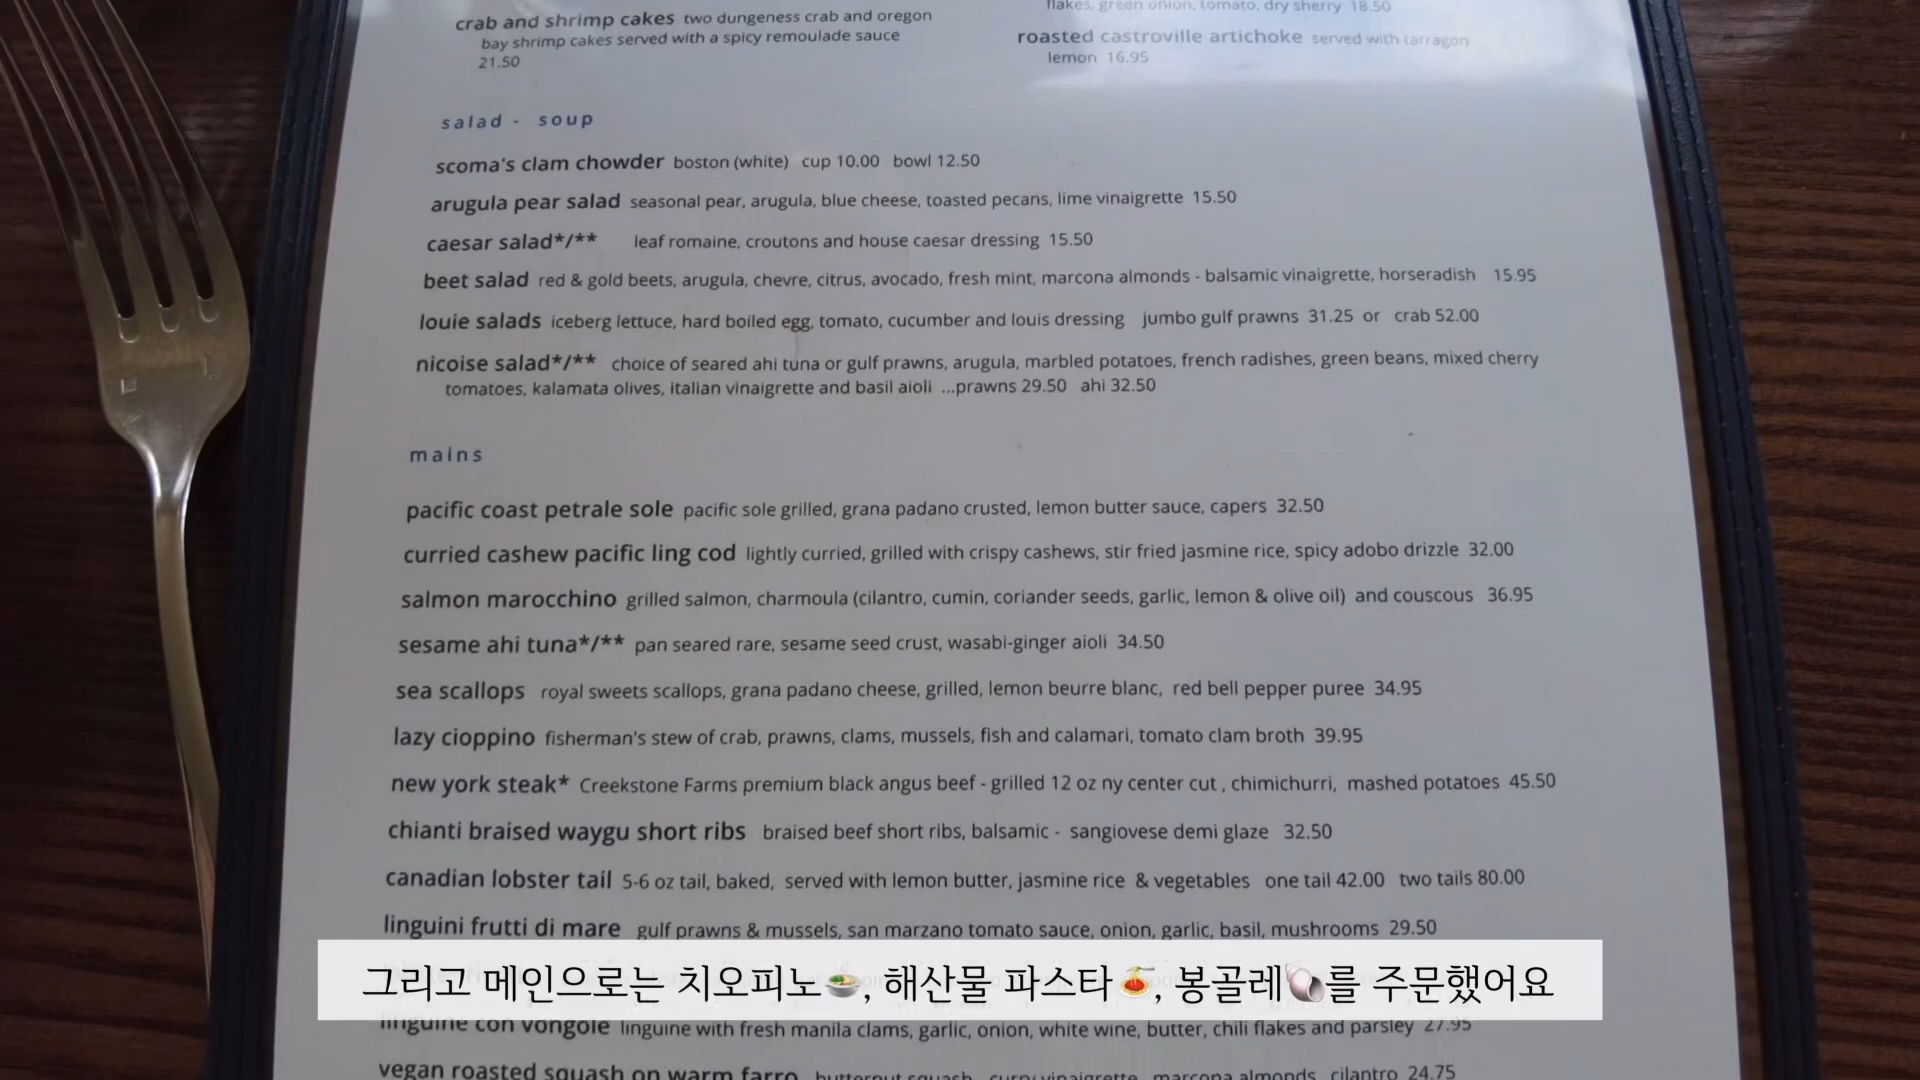 crab and shrimp cakes two dungeness crab and oregon
bay shrimp cakes served with a spicy remoulade sauce
21.50
flakes, green onion, tomato, dry sherry 18.50
roasted castroville artichoke served with tarragon
lemon 16.95
salad - soup
scoma's clam chowder boston (white) cup 10.00 bowl 12.50
arugula pear salad seasonal pear, arugula, blue cheese, toasted pecans, lime vinaigrette 15.50
caesar salad*/** leaf romaine, croutons and house caesar dressing 15.50
beet salad red & gold beets, arugula, chevre, citrus, avocado, fresh mint, marcona almonds - balsamic vinaigrette, horseradish 15.95
louie salads iceberg lettuce, hard boiled egg, tomato, cucumber and louis dressing jumbo gulf prawns 31.25 or crab 52.00
nicoise salad*/** choice of seared ahi tuna or gulf prawns, arugula, marbled potatoes, french radishes, green beans, mixed cherry
tomatoes, kalamata olives, italian vinaigrette and basil aioli ...prawns 29.50 ahi 32.50
mains
pacific coast petrale sole pacific sole grilled, grana padano crusted, lemon butter sauce, capers 32.50
curried cashew pacific ling cod lightly curried, grilled with crispy cashews, stir fried jasmine rice, spicy adobo drizzle 32.00
salmon marocchino grilled salmon, charmoula (cilantro, cumin, coriander seeds, garlic, lemon & olive oil) and couscous 36.95
sesame ahi tuna*/** pan seared rare, sesame seed crust, wasabi-ginger aioli 34.50
sea scallops royal sweets scallops, grana padano cheese, grilled, lemon beurre blanc, red bell pepper puree 34.95
lazy cioppino fisherman's stew of crab, prawns, clams, mussels, fish and calamari, tomato clam broth 39.95
new york steak* Creekstone Farms premium black angus beef - grilled 12 oz ny center cut , chimichurri, mashed potatoes 45.50
chianti braised waygu short ribs braised beef short ribs, balsamic - sangiovese demi glaze 32.50
canadian lobster tail 5-6 oz tail, baked, served with lemon butter, jasmine rice & vegetables one tail 42.00 two tails 80.00
linguini frutti di mare gulf prawns & mussels, san marzano tomato sauce, onion, garlic, basil, mushrooms 29.50
그리고 메인으로는 치오피노🍲, 해산물 파스타🍝, 봉골레🐚를 주문했어요
linguine con vongole linguine with fresh manila clams, garlic, onion, white wine, butter, chili flakes and parsley 27.95
vegan roasted squash on warm farro butternut squash, curry vinaigrette, marcona almonds, cilantro 24.75